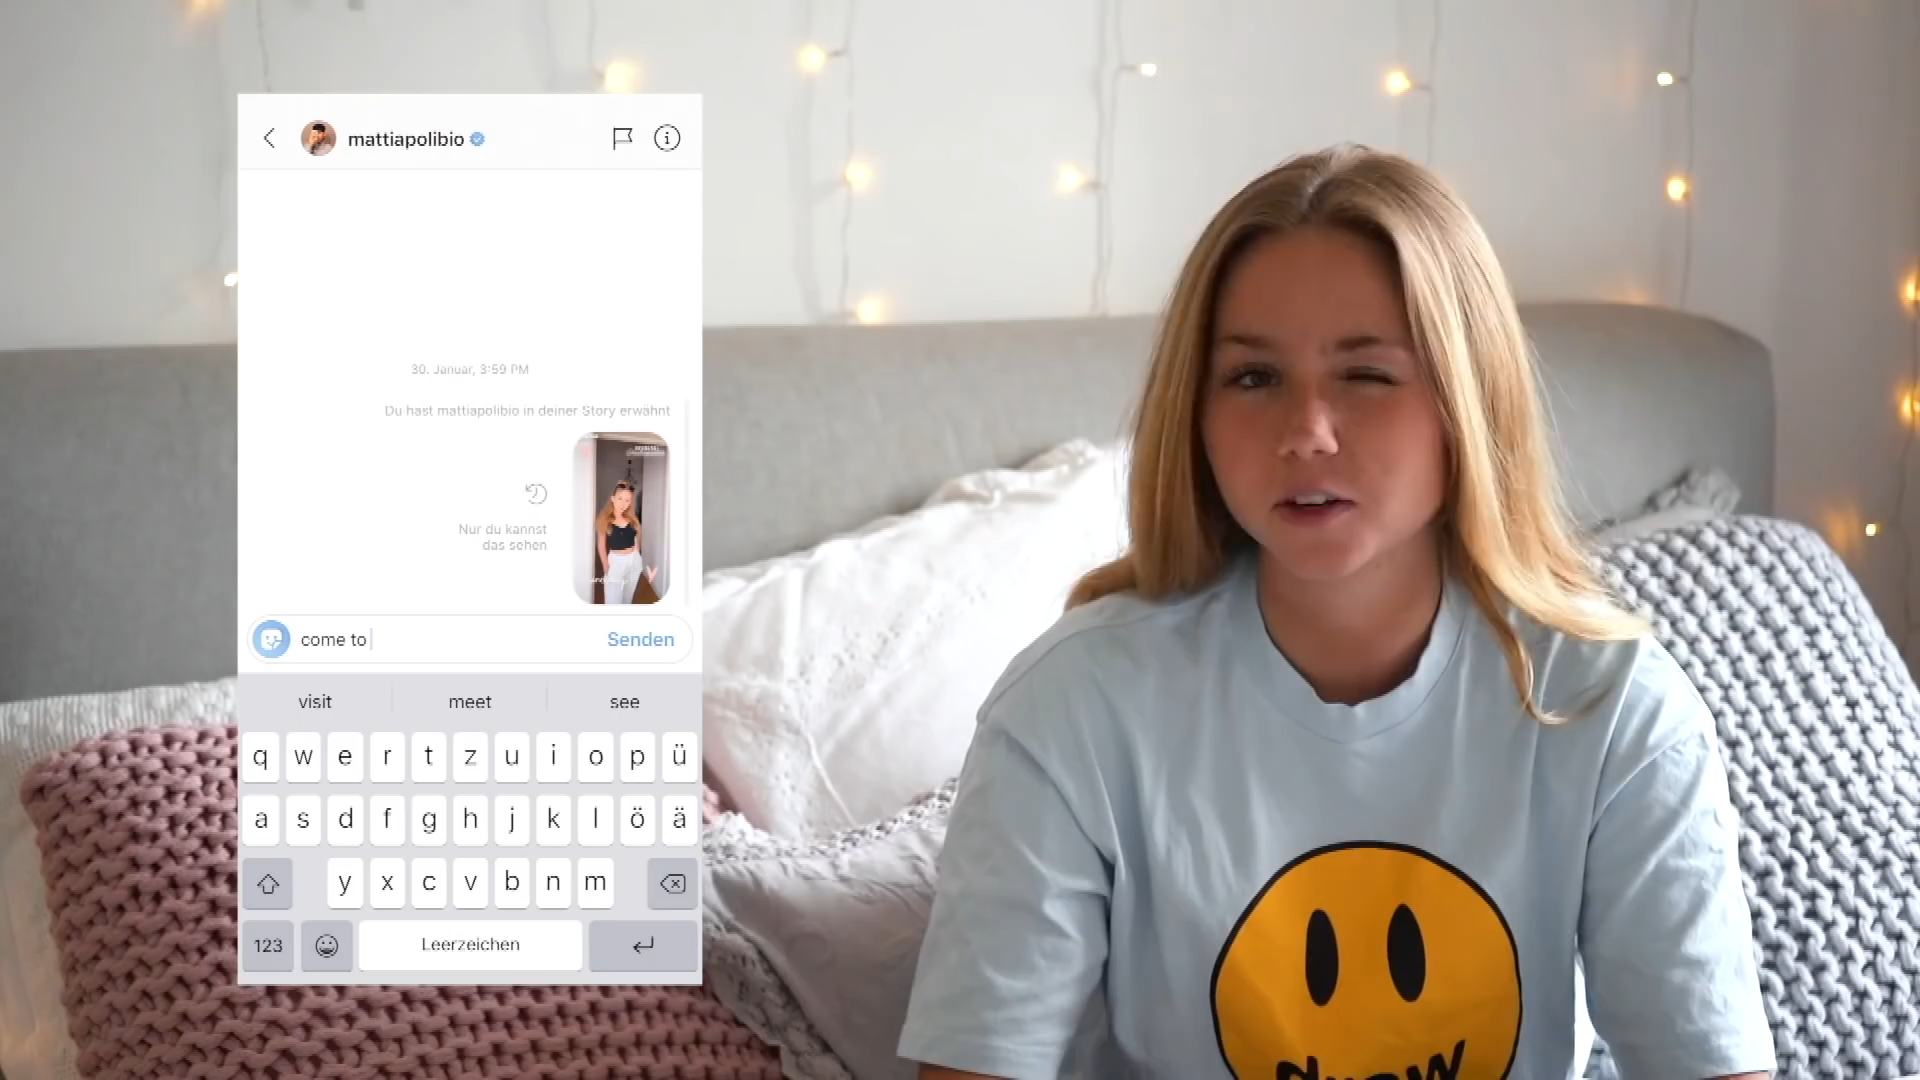 mattiapolibio
30. Januar, 3:59 PM
Du hast mattiapolibio in deiner Story erwähnt
Nur du kannst
das sehen
come to
Senden
visit meet see
q w e r t z u i o p ü
a s d f g h j k l ö ä
y x c v b n m
123 Leerzeichen
drew